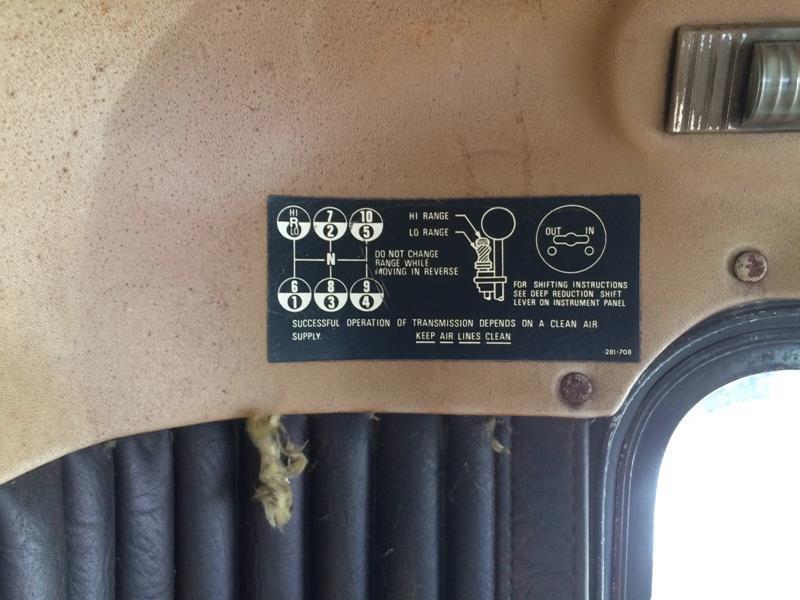 HI
R
LO
7
2
10
5
N
6
1
8
3
9
4
HI RANGE
LO RANGE
DO NOT CHANGE
RANGE WHILE
MOVING IN REVERSE
OUT IN
FOR SHIFTING INSTRUCTIONS
SEE DEEP REDUCTION SHIFT
LEVER ON INSTRUMENT PANEL
SUCCESSFUL OPERATION OF TRANSMISSION DEPENDS ON A CLEAN AIR
SUPPLY. KEEP AIR LINES CLEAN
281-708